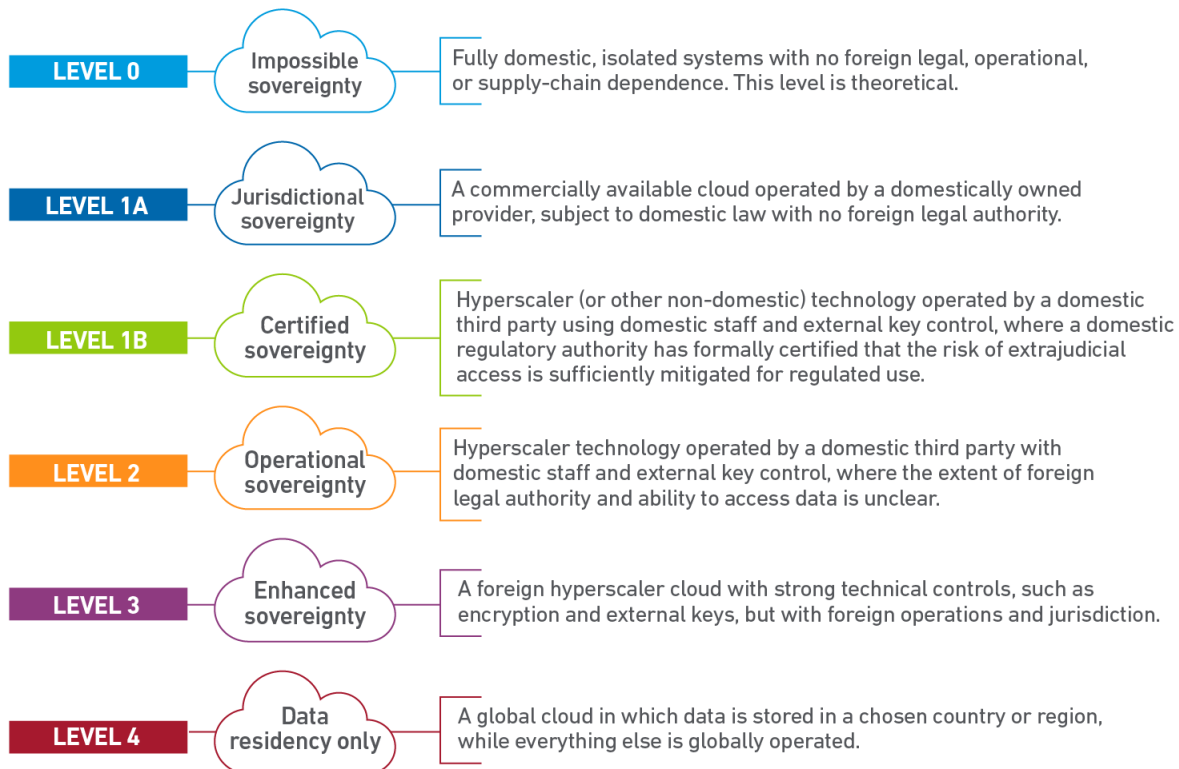 LEVEL 0
Impossible
sovereignty
Fully domestic, isolated systems with no foreign legal, operational,
or supply-chain dependence. This level is theoretical.
LEVEL 1A
Jurisdictional
sovereignty
A commercially available cloud operated by a domestically owned
provider, subject to domestic law with no foreign legal authority.
LEVEL 1B
Certified
sovereignty
Hyperscaler (or other non-domestic) technology operated by a domestic
third party using domestic staff and external key control, where a domestic
regulatory authority has formally certified that the risk of extrajudicial
access is sufficiently mitigated for regulated use.
LEVEL 2
Operational
sovereignty
Hyperscaler technology operated by a domestic third party with
domestic staff and external key control, where the extent of foreign
legal authority and ability to access data is unclear.
LEVEL 3
Enhanced
sovereignty
A foreign hyperscaler cloud with strong technical controls, such as
encryption and external keys, but with foreign operations and jurisdiction.
LEVEL 4
Data
residency only
A global cloud in which data is stored in a chosen country or region,
while everything else is globally operated.